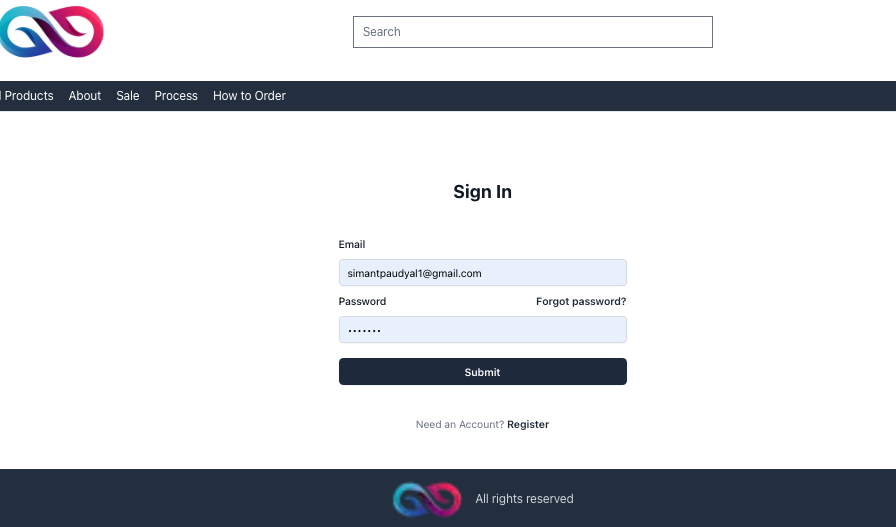 Search
Products About Sale Process How to Order
Sign In
Email
simantpaudyal1@gmail.com
Password Forgot password?
•••••••
Submit
Need an Account? Register
All rights reserved